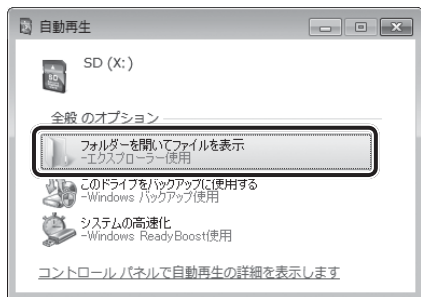 自動再生
SD (X:)
SD
全般 のオプション
フォルダーを開いてファイルを表示
-エクスプローラー使用
このドライブをバックアップに使用する
-Windows バックアップ使用
システムの高速化
-Windows ReadyBoost使用
コントロール パネルで自動再生の詳細を表示します